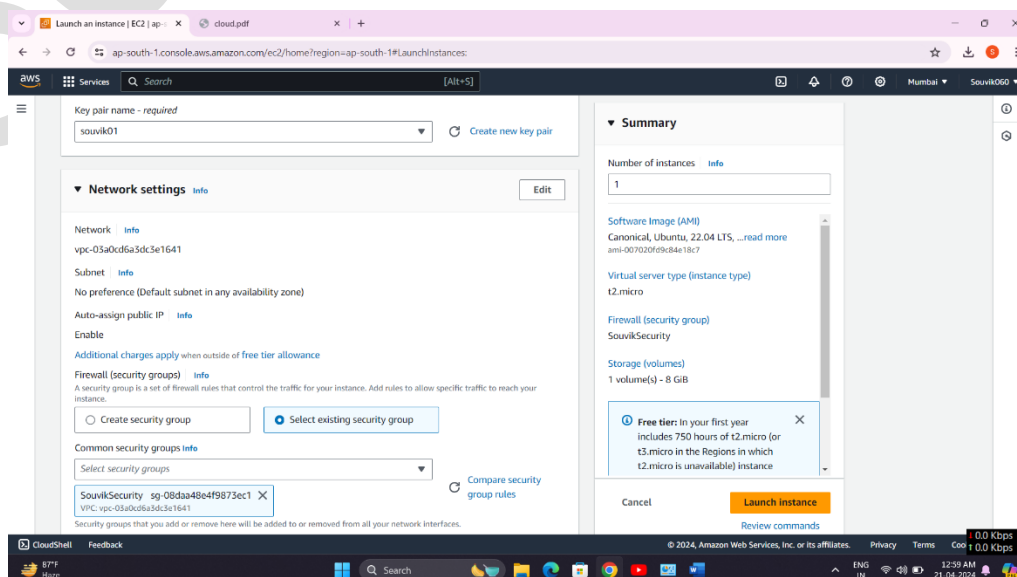 Launch an instance | EC2 | ap-s
cloud.pdf
ap-south-1.console.aws.amazon.com/ec2/home?region=ap-south-1#LaunchInstances:
S
aws
Services
Search
[Alt+S]
Mumbai
Souvik060
Key pair name - required
souvik01
Create new key pair
Network settings Info
Edit
Network Info
vpc-03a0cd6a3dc3e1641
Subnet Info
No preference (Default subnet in any availability zone)
Auto-assign public IP Info
Enable
Additional charges apply when outside of free tier allowance
Firewall (security groups) Info
A security group is a set of firewall rules that control the traffic for your instance. Add rules to allow specific traffic to reach your
instance.
Create security group
Select existing security group
Common security groups Info
Select security groups
Compare security
group rules
SouvikSecurity sg-08daa48e4f9873ec1
VPC: vpc-03a0cd6a3dc3e1641
Security groups that you add or remove here will be added to or removed from all your network interfaces.
Summary
Number of instances Info
1
Software Image (AMI)
Canonical, Ubuntu, 22.04 LTS, ...read more
ami-007020fd9c84e18c7
Virtual server type (instance type)
t2.micro
Firewall (security group)
SouvikSecurity
Storage (volumes)
1 volume(s) - 8 GiB
Free tier: In your first year
includes 750 hours of t2.micro (or
t3.micro in the Regions in which
t2.micro is unavailable) instance
Cancel
Launch instance
Review commands
CloudShell
Feedback
© 2024, Amazon Web Services, Inc. or its affiliates.
Privacy
Terms
Coo
0.0 Kbps
0.0 Kbps
87°F
Haze
Search
ENG
IN
12:59 AM
21-04-2024